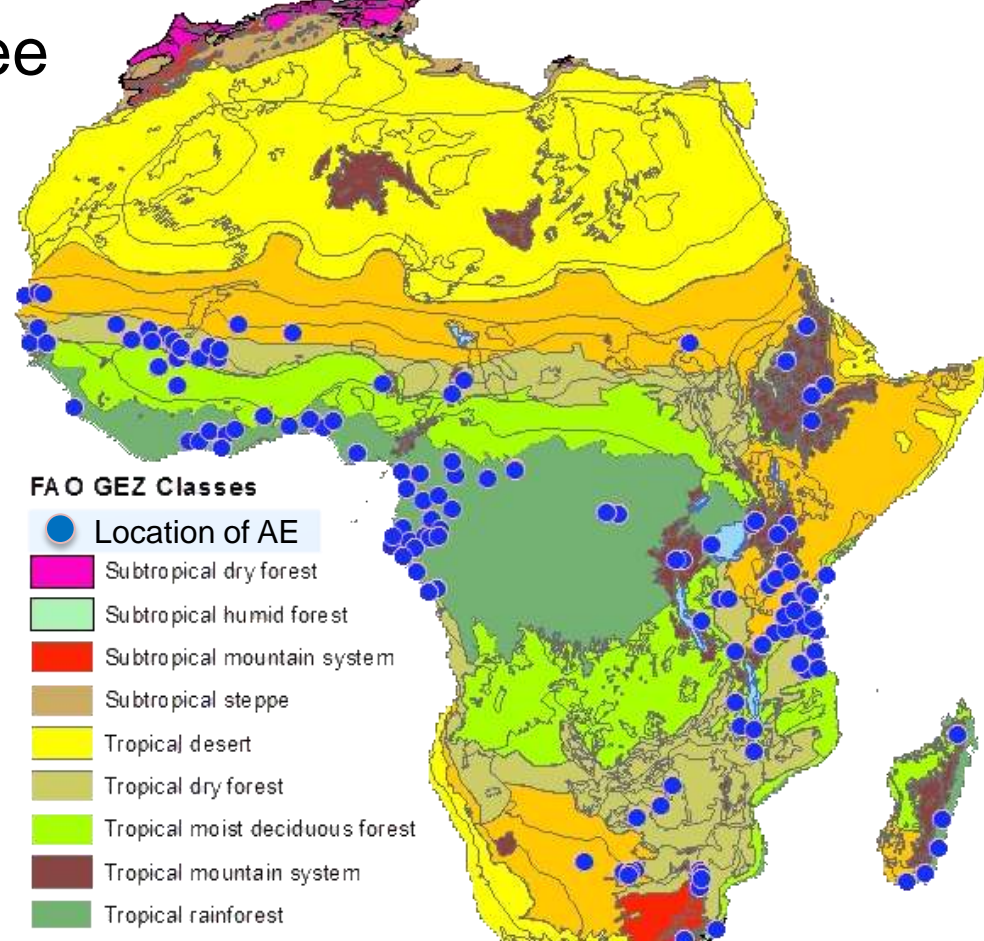 ee
FAO GEZ Classes
Location of AE
Subtropical dry forest
Subtropical humid forest
Subtropical mountain system
Subtropical steppe
Tropical desert
Tropical dry forest
Tropical moist deciduous forest
Tropical mountain system
Tropical rainforest